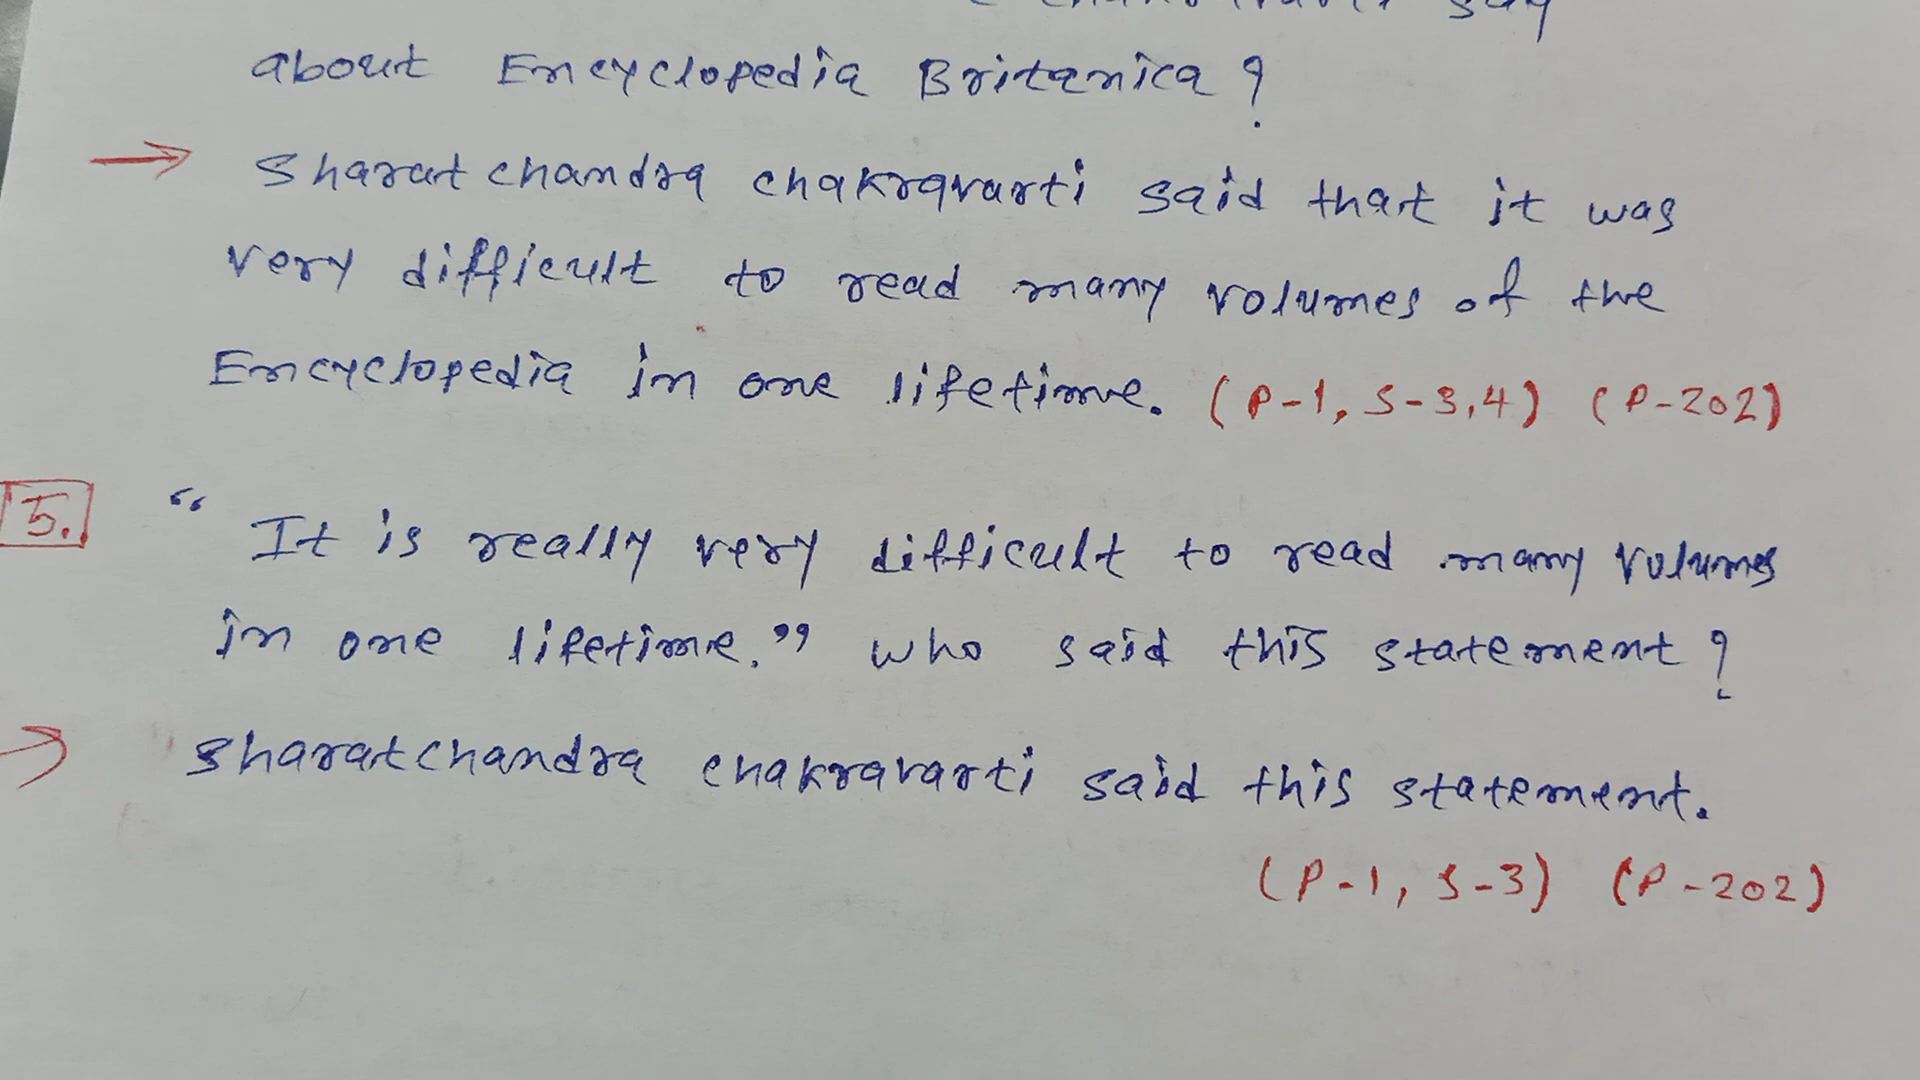 say
about Encyclopedia Britanica?
→ Sharatchandra chakravarti said that it was
very difficult to read many volumes of the
Encyclopedia in one lifetime. (P-1, S-3,4) (P-202)
5. "It is really very difficult to read many volumes
in one lifetime." who said this statement?
→ Sharatchandra chakravarti said this statement.
(P-1, S-3) (P-202)